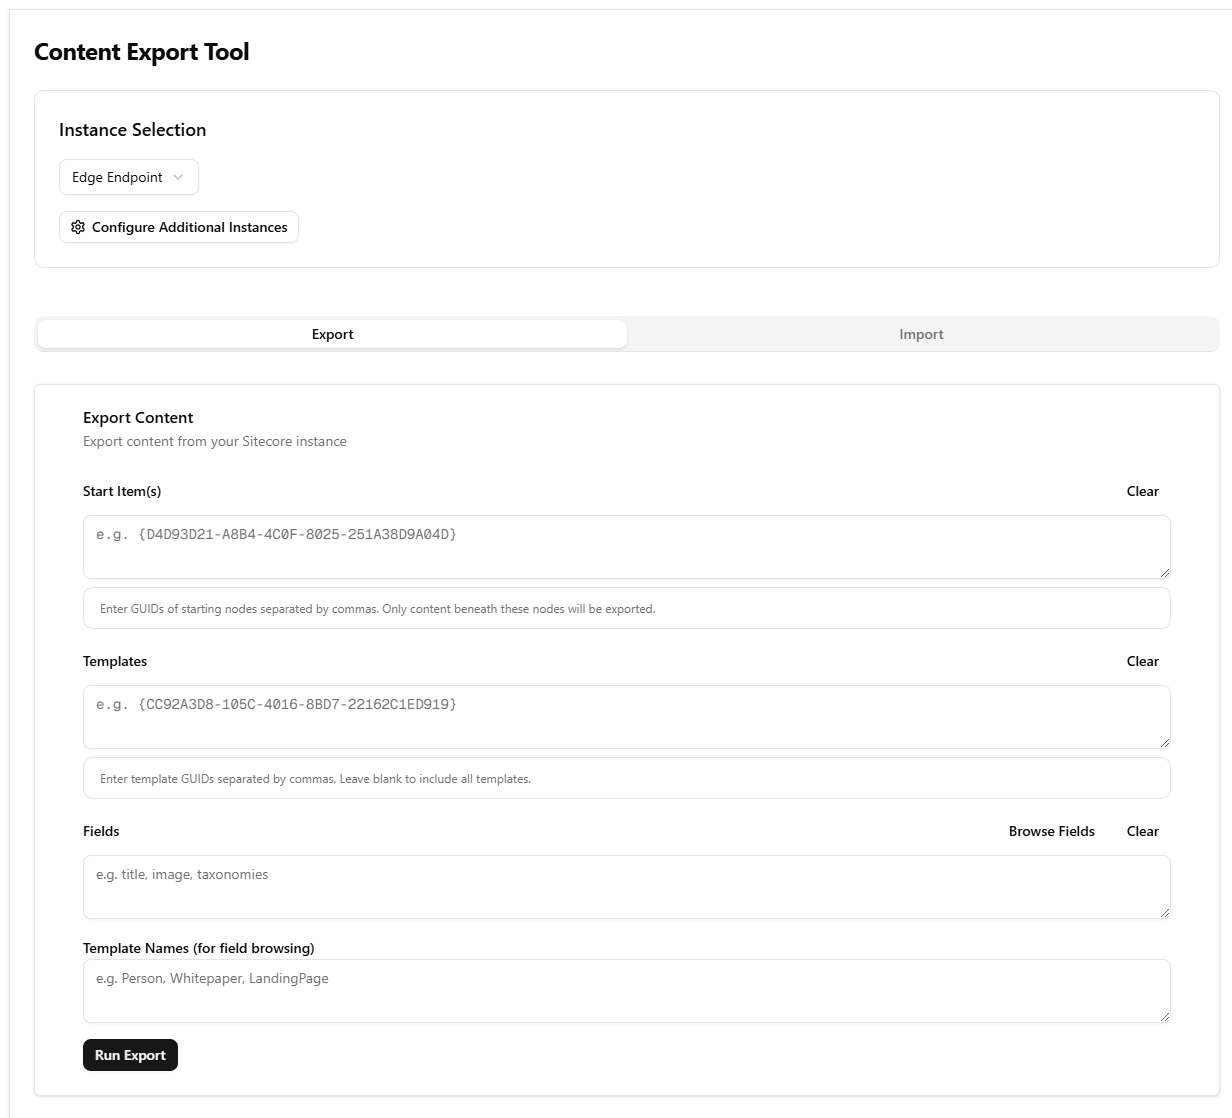 Content Export Tool
Instance Selection
Edge Endpoint
Configure Additional Instances
Export
Import
Export Content
Export content from your Sitecore instance
Start Item(s)
Clear
e.g. {D4D93D21-A8B4-4C0F-8025-251A38D9A04D}
Enter GUIDs of starting nodes separated by commas. Only content beneath these nodes will be exported.
Templates
Clear
e.g. {CC92A3D8-105C-4016-8BD7-22162C1ED919}
Enter template GUIDs separated by commas. Leave blank to include all templates.
Fields
Browse Fields
Clear
e.g. title, image, taxonomies
Template Names (for field browsing)
e.g. Person, Whitepaper, LandingPage
Run Export